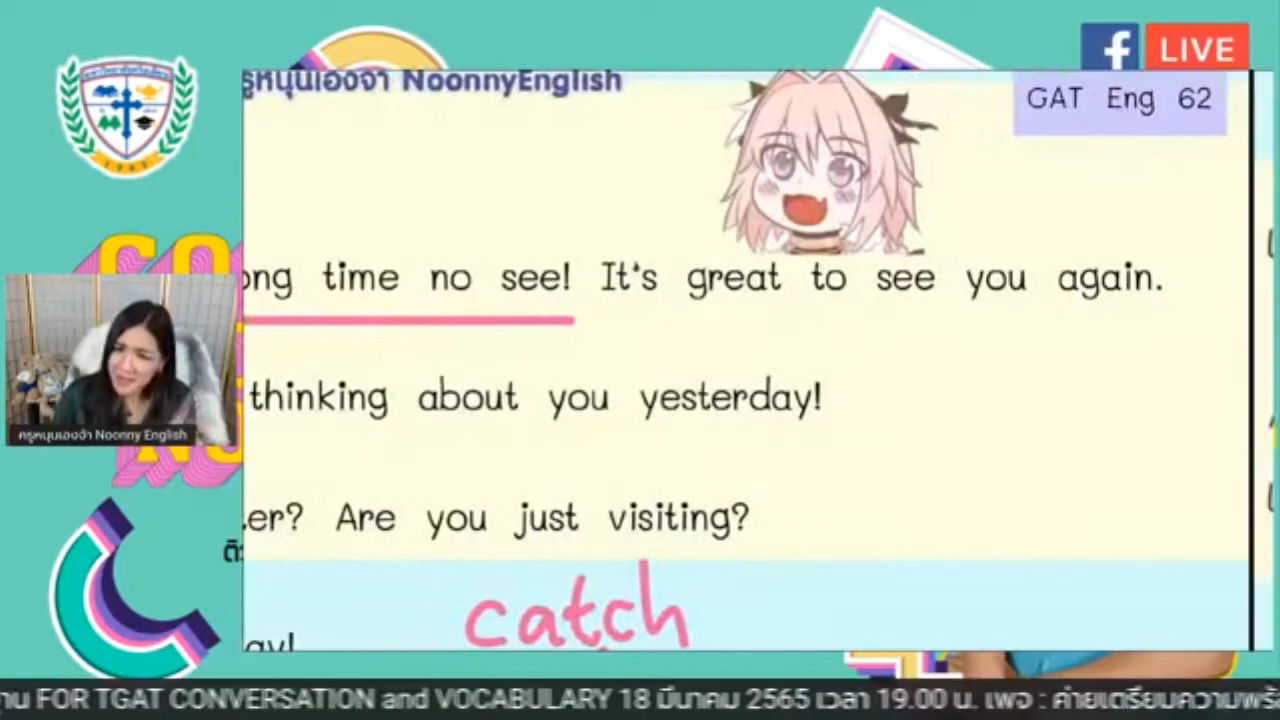 LIVE
ครูหนุนเองจ้า NoonnyEnglish
GAT Eng 62
ong time no see! It's great to see you again.
thinking about you yesterday!
er? Are you just visiting?
catch
ay!
ครูหนุนเองจ้า Noonny English
1962
FOR TGAT CONVERSATION and VOCABULARY 18 มีนาคม 2565 เวลา 19.00 น. เพจ : ค่ายเตรียมความพร้